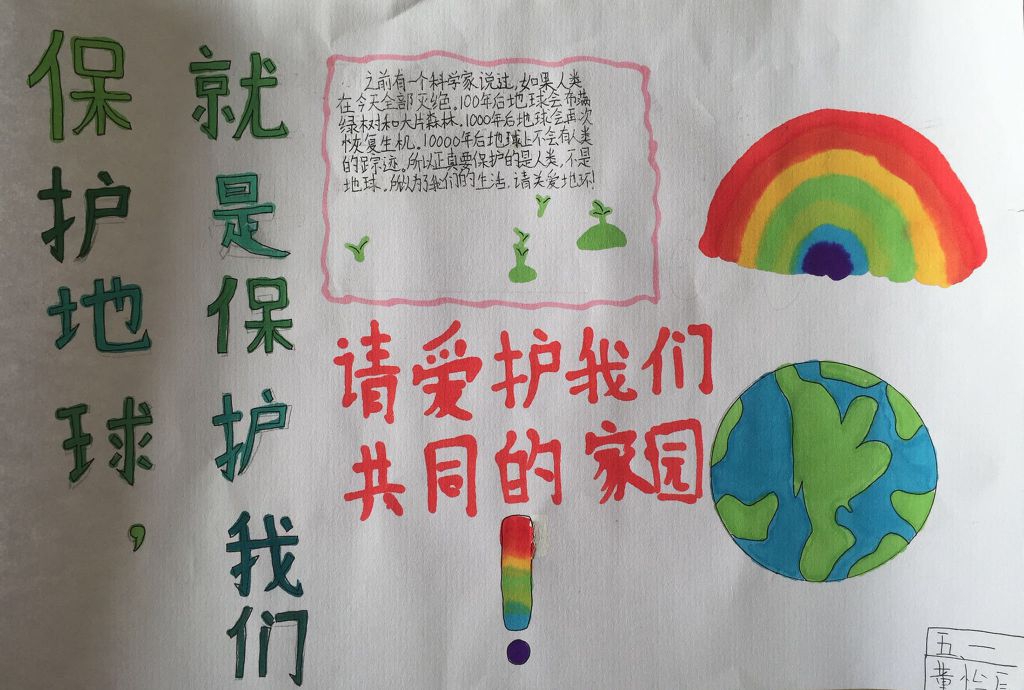 保护地球，
就是保护我们
之前有一个科学家说过，如果人类
在今天全部灭绝。100年后地球会布满
绿树和大片森林。1000年后地球会再次
恢复生机。10000年后地球上不会有人类
的踪迹。所以正真要保护的是人类，不是
地球。所以为了我们的生活，请关爱地环！
请爱护我们
共同的家园
！
五、一
黄